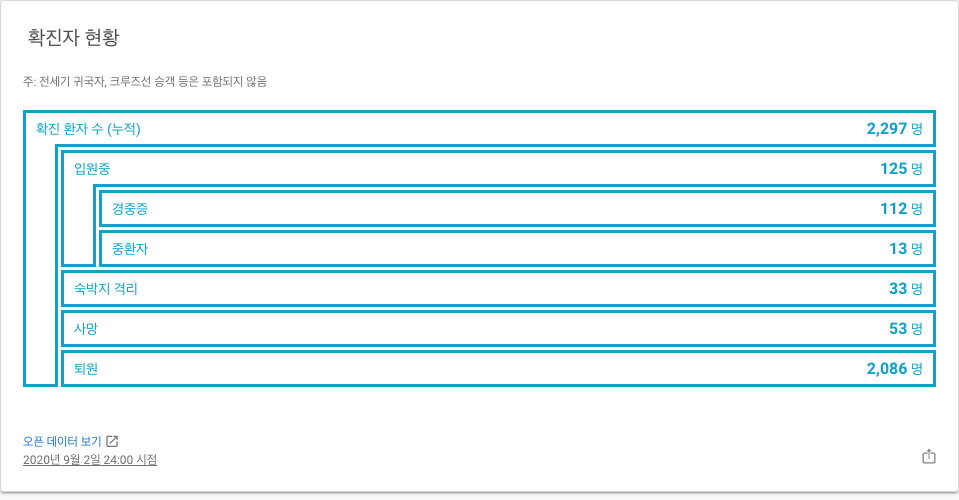 확진자 현황
주: 전세기 귀국자, 크루즈선 승객 등은 포함되지 않음
확진 환자 수 (누적) 2,297 명
입원중 125 명
경중증 112 명
중환자 13 명
숙박지 격리 33 명
사망 53 명
퇴원 2,086 명
오픈 데이터 보기
2020년 9월 2일 24:00 시점